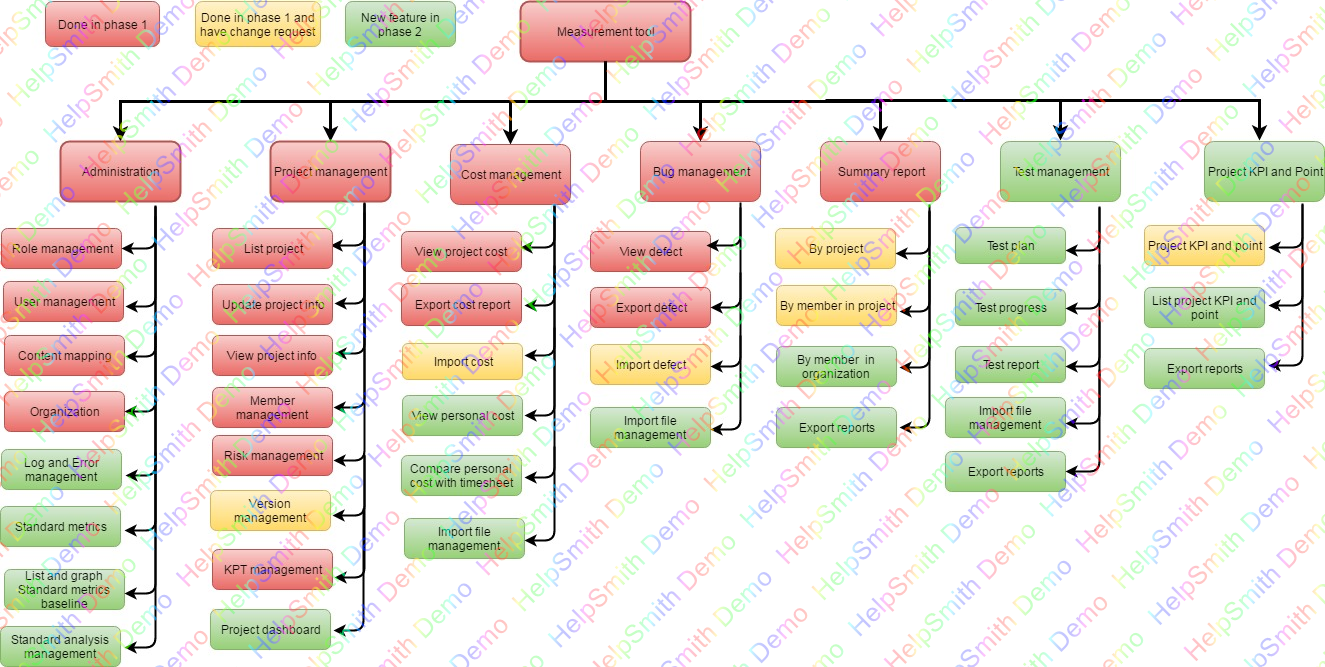 Done in phase 1
Done in phase 1 and
have change request
New feature in
phase 2
Measurement tool
Administration
Project management
Cost management
Bug management
Summary report
Test management
Project KPI and Point
Role management
User management
Content mapping
Organization
Log and Error
management
Standard metrics
List and graph
Standard metrics
baseline
Standard analysis
management
List project
Update project info
View project info
Member
management
Risk management
Version
management
KPT management
Project dashboard
View project cost
Export cost report
Import cost
View personal cost
Compare personal
cost with timesheet
Import file
management
View defect
Export defect
Import defect
Import file
management
By project
By member in project
By member in
organization
Export reports
Test plan
Test progress
Test report
Import file
management
Export reports
Project KPI and point
List project KPI and
point
Export reports
HelpSmith Demo